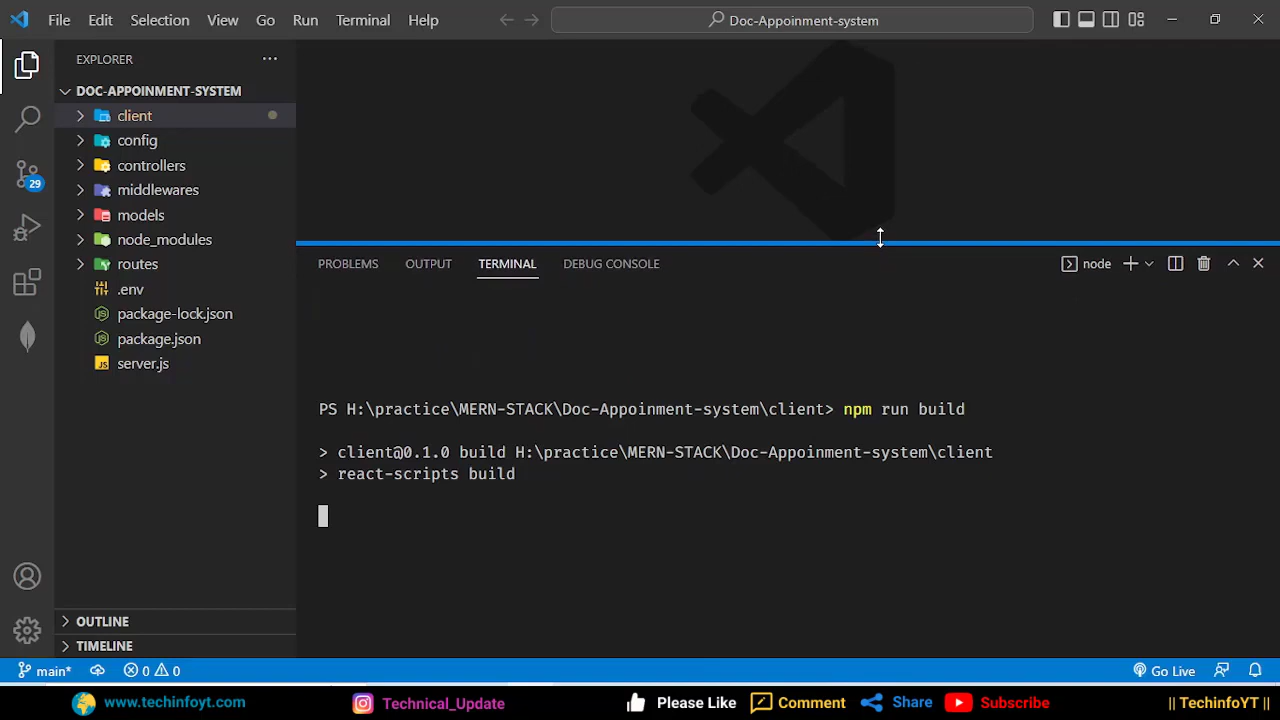 File Edit Selection View Go Run Terminal Help
Doc-Appoinment-system
EXPLORER
DOC-APPOINMENT-SYSTEM
client
config
controllers
middlewares
models
node_modules
routes
.env
package-lock.json
package.json
server.js
29
PROBLEMS OUTPUT TERMINAL DEBUG CONSOLE
node
PS H:\practice\MERN-STACK\Doc-Appoinment-system\client> npm run build
> client@0.1.0 build H:\practice\MERN-STACK\Doc-Appoinment-system\client
> react-scripts build
OUTLINE
TIMELINE
main* 0 0 Go Live
www.techinfoyt.com Technical_Update Please Like Comment Share Subscribe || TechinfoYT ||